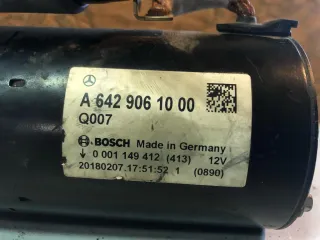 A 642 906 10 00
Q007
BOSCH Made in Germany
↓ 0 001 149 412 (413) 12V
20180207.17:51:52 1 (0890)